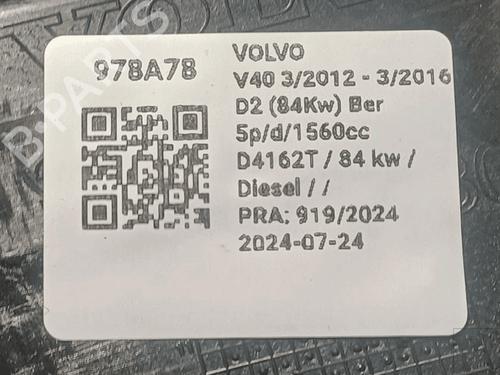 978A78
VOLVO
V40 3/2012 - 3/2016
D2 (84Kw) Ber
5p/d/1560cc
D4162T / 84 kw /
Diesel / /
PRA: 919/2024
2024-07-24
B-PARTS